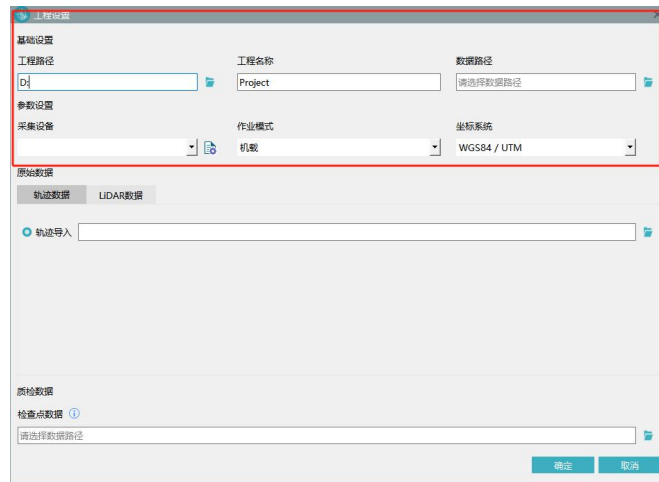 工程设置
基础设置
工程路径 工程名称 数据路径
D: Project 请选择数据路径
参数设置
采集设备 作业模式 坐标系统
机载 WGS84 / UTM
原始数据
轨迹数据 LiDAR数据
轨迹导入
质检数据
检查点数据
请选择数据路径
确定 取消